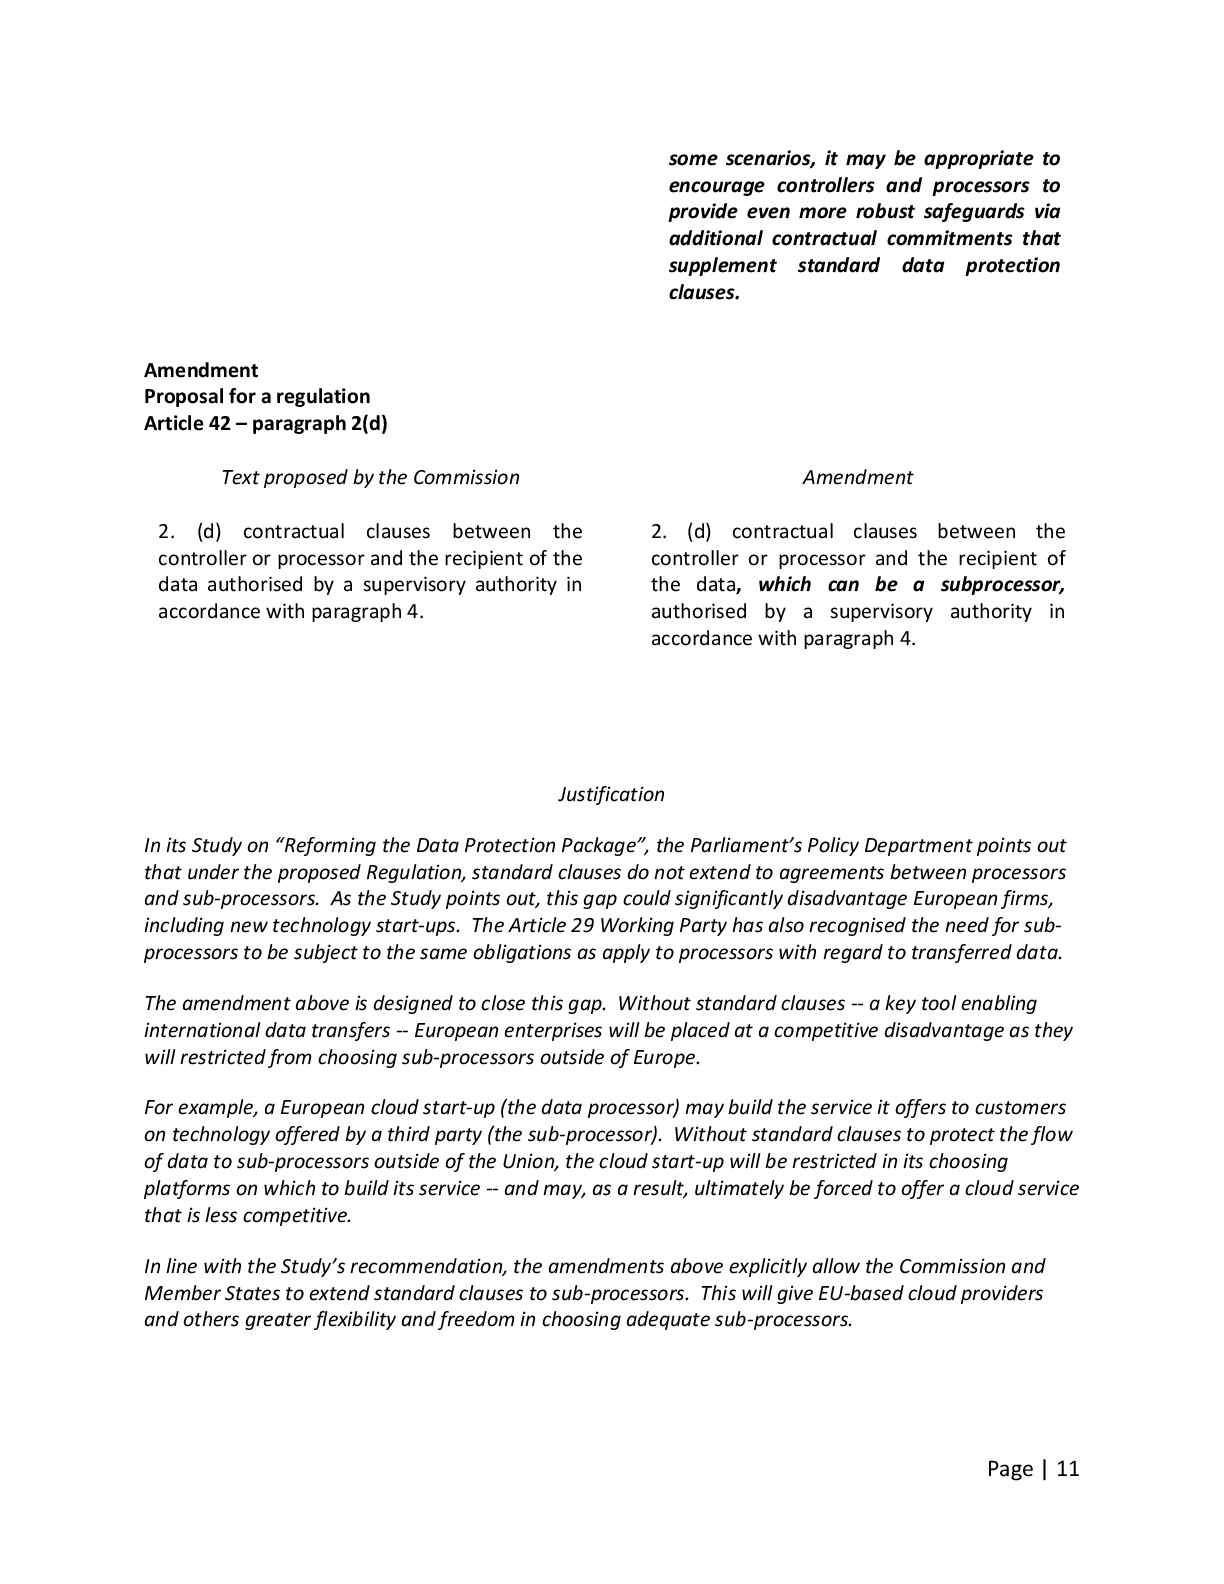 some scenarios, it may be appropriate to
encourage controllers and processors to
provide even more robust safeguards via
additional contractual commitments that
supplement standard data protection
clauses.
Amendment
Proposal for a regulation
Article 42 – paragraph 2(d)
Text proposed by the Commission
2. (d) contractual clauses between the
controller or processor and the recipient of the
data authorised by a supervisory authority in
accordance with paragraph 4.
Amendment
2. (d) contractual clauses between the
controller or processor and the recipient of
the data, which can be a subprocessor,
authorised by a supervisory authority in
accordance with paragraph 4.
Justification
In its Study on “Reforming the Data Protection Package”, the Parliament’s Policy Department points out
that under the proposed Regulation, standard clauses do not extend to agreements between processors
and sub-processors. As the Study points out, this gap could significantly disadvantage European firms,
including new technology start-ups. The Article 29 Working Party has also recognised the need for sub-
processors to be subject to the same obligations as apply to processors with regard to transferred data.
The amendment above is designed to close this gap. Without standard clauses -- a key tool enabling
international data transfers -- European enterprises will be placed at a competitive disadvantage as they
will restricted from choosing sub-processors outside of Europe.
For example, a European cloud start-up (the data processor) may build the service it offers to customers
on technology offered by a third party (the sub-processor). Without standard clauses to protect the flow
of data to sub-processors outside of the Union, the cloud start-up will be restricted in its choosing
platforms on which to build its service -- and may, as a result, ultimately be forced to offer a cloud service
that is less competitive.
In line with the Study’s recommendation, the amendments above explicitly allow the Commission and
Member States to extend standard clauses to sub-processors. This will give EU-based cloud providers
and others greater flexibility and freedom in choosing adequate sub-processors.
Page | 11